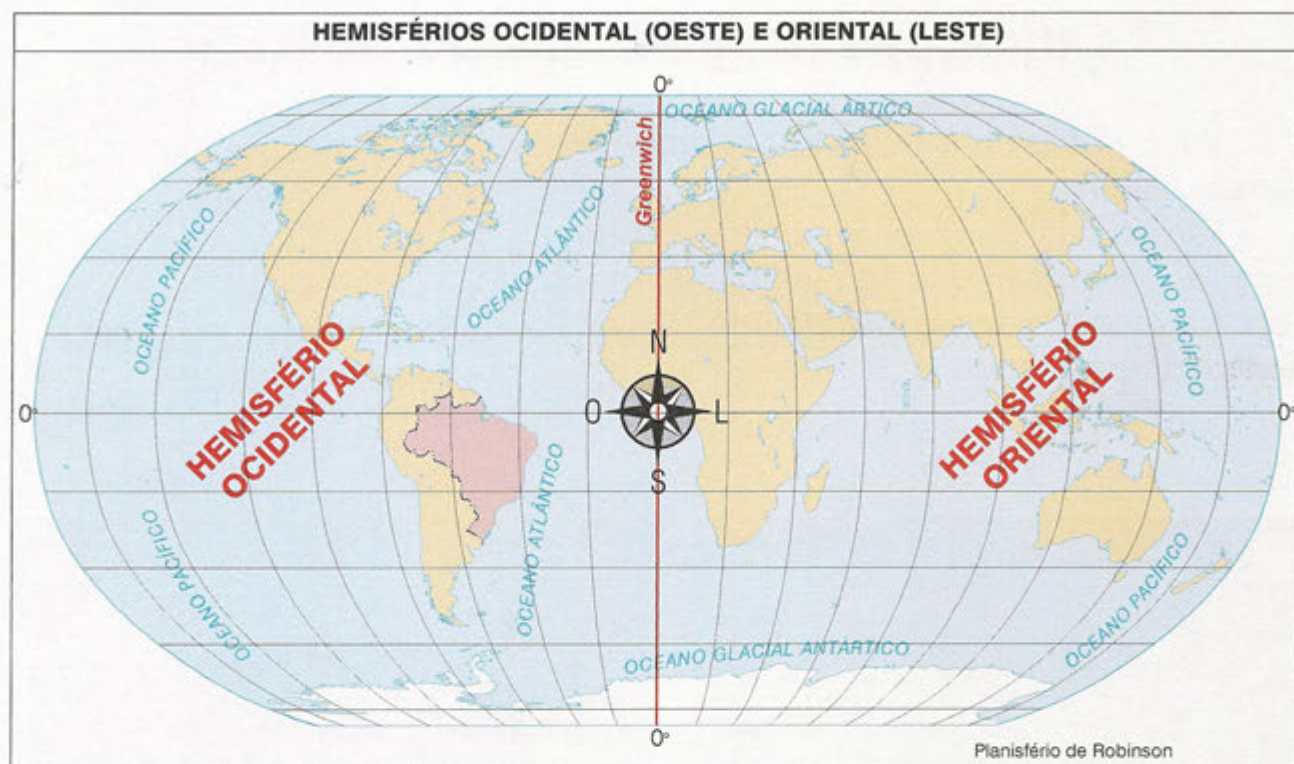 HEMISFÉRIOS OCIDENTAL (OESTE) E ORIENTAL (LESTE)
0°
OCEANO GLACIAL ÁRTICO
Greenwich
OCEANO PACÍFICO
OCEANO ATLÂNTICO
OCEANO PACÍFICO
HEMISFÉRIO
OCIDENTAL
N
HEMISFÉRIO
ORIENTAL
0°
O
L
0°
S
OCEANO PACÍFICO
OCEANO ATLÂNTICO
OCEANO PACÍFICO
OCEANO GLACIAL ANTÁRTICO
0°
Planisfério de Robinson